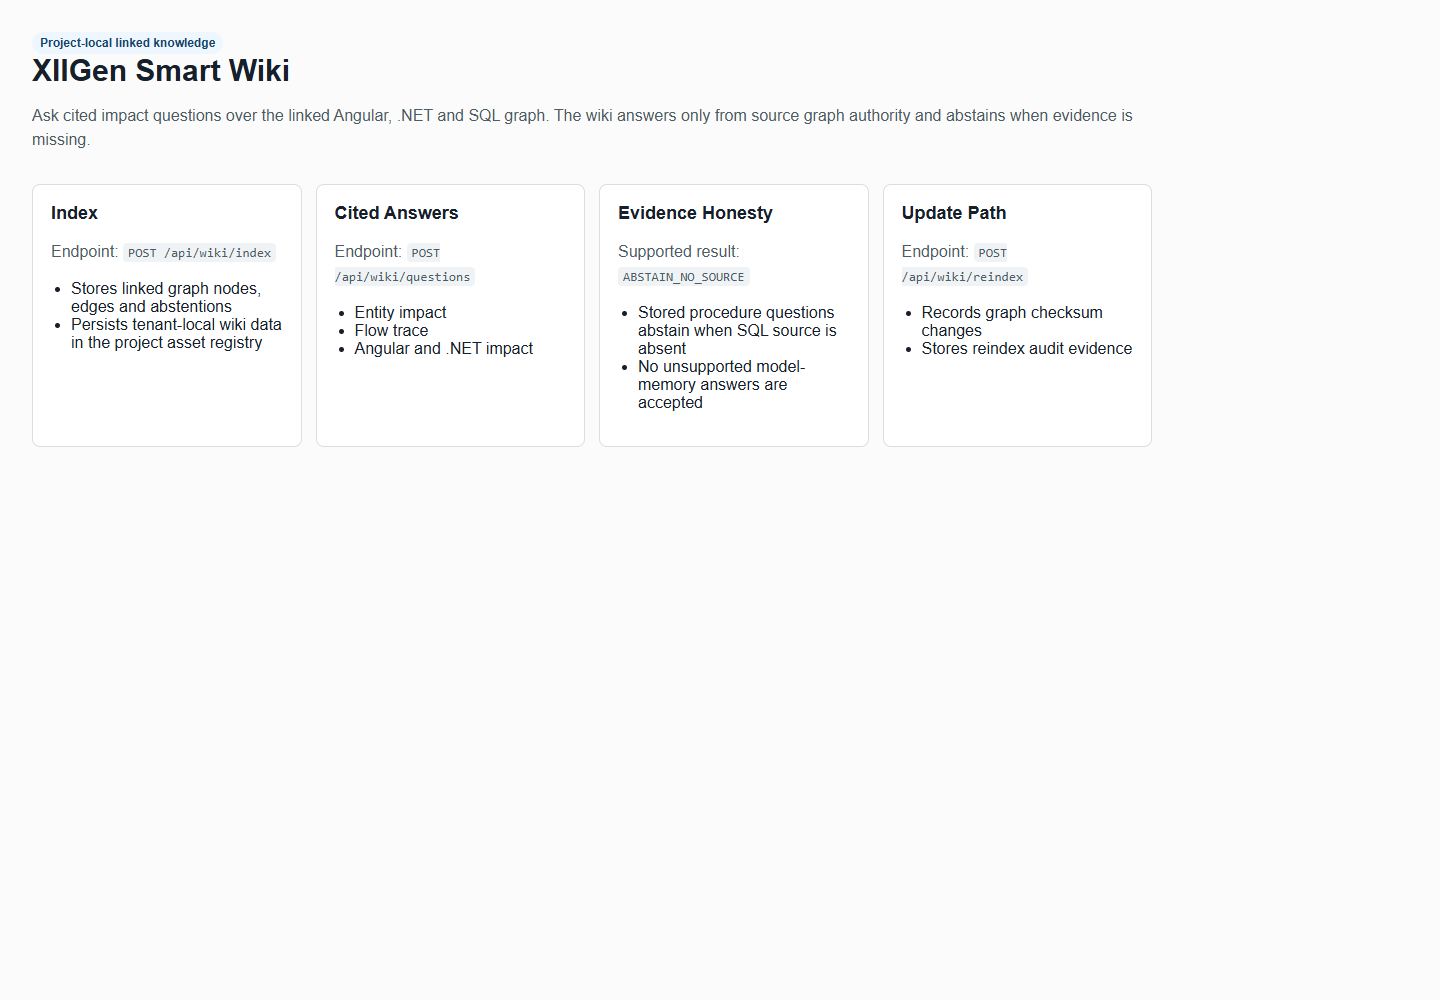 Project-local linked knowledge
XIIGen Smart Wiki
Ask cited impact questions over the linked Angular, .NET and SQL graph. The wiki answers only from source graph authority and abstains when evidence is
missing.
Index
Endpoint: POST /api/wiki/index
Stores linked graph nodes,
edges and abstentions
Persists tenant-local wiki data
in the project asset registry
Cited Answers
Endpoint: POST
/api/wiki/questions
Entity impact
Flow trace
Angular and .NET impact
Evidence Honesty
Supported result:
ABSTAIN_NO_SOURCE
Stored procedure questions
abstain when SQL source is
absent
No unsupported model-
memory answers are
accepted
Update Path
Endpoint: POST
/api/wiki/reindex
Records graph checksum
changes
Stores reindex audit evidence